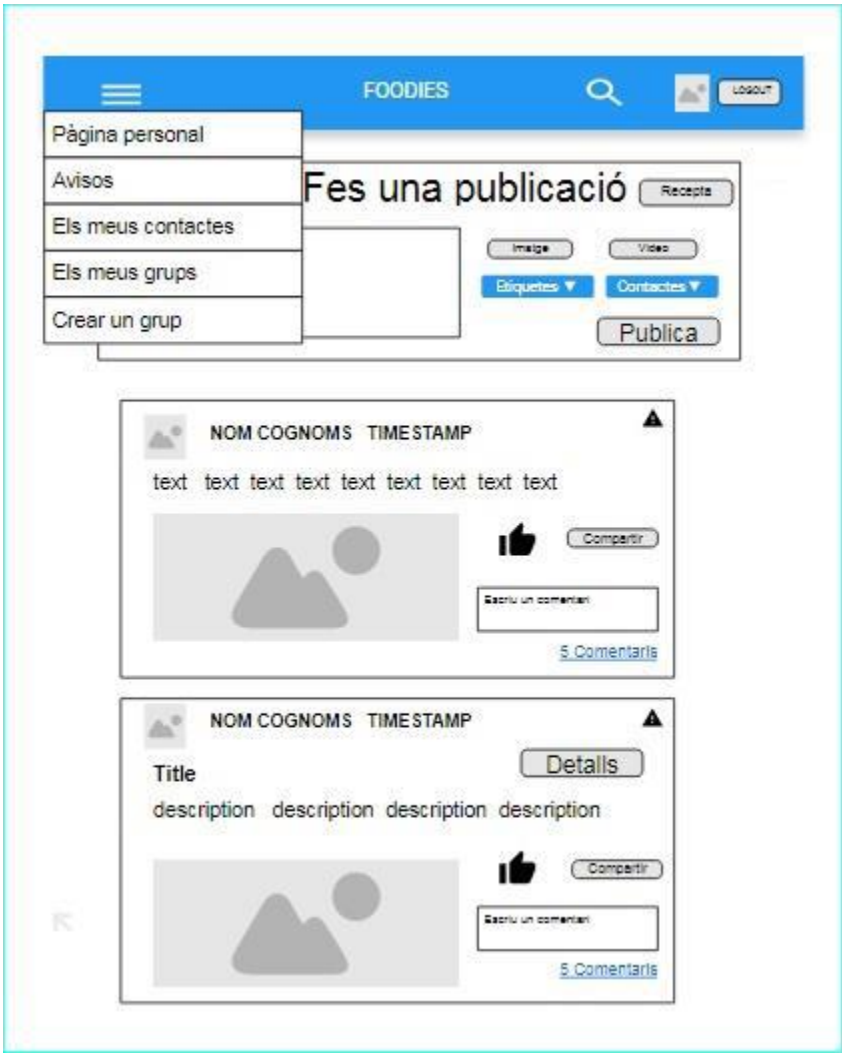 FOODIES
LOGOUT
Pàgina personal
Avisos
Els meus contactes
Els meus grups
Crear un grup
Fes una publicació
Recepta
Imatge
Video
Etiquetes ▼
Contactes ▼
Publica
NOM COGNOMS TIMESTAMP
text text text text text text text text text
Compartir
Escriu un comentari
5 Comentaris
NOM COGNOMS TIMESTAMP
Details
Title
description description description description
Compartir
Escriu un comentari
5 Comentaris